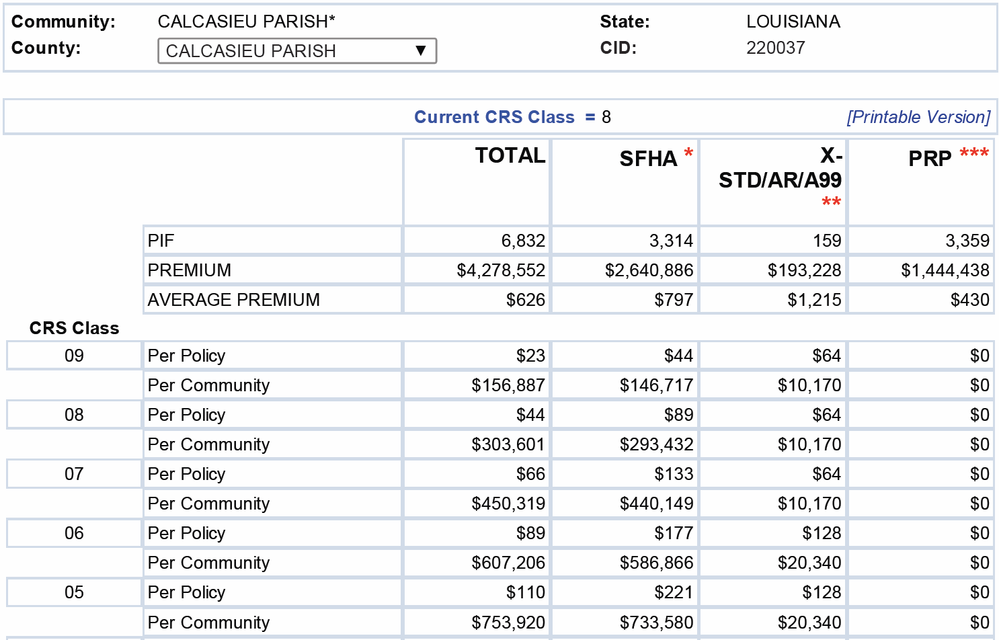 Community: CALCASIEU PARISH* State: LOUISIANA
County: CALCASIEU PARISH ▼ CID: 220037
Current CRS Class = 8 [Printable Version]
TOTAL SFHA * X-STD/AR/A99 ** PRP ***
PIF 6,832 3,314 159 3,359
PREMIUM $4,278,552 $2,640,886 $193,228 $1,444,438
AVERAGE PREMIUM $626 $797 $1,215 $430
CRS Class
09 Per Policy $23 $44 $64 $0
Per Community $156,887 $146,717 $10,170 $0
08 Per Policy $44 $89 $64 $0
Per Community $303,601 $293,432 $10,170 $0
07 Per Policy $66 $133 $64 $0
Per Community $450,319 $440,149 $10,170 $0
06 Per Policy $89 $177 $128 $0
Per Community $607,206 $586,866 $20,340 $0
05 Per Policy $110 $221 $128 $0
Per Community $753,920 $733,580 $20,340 $0